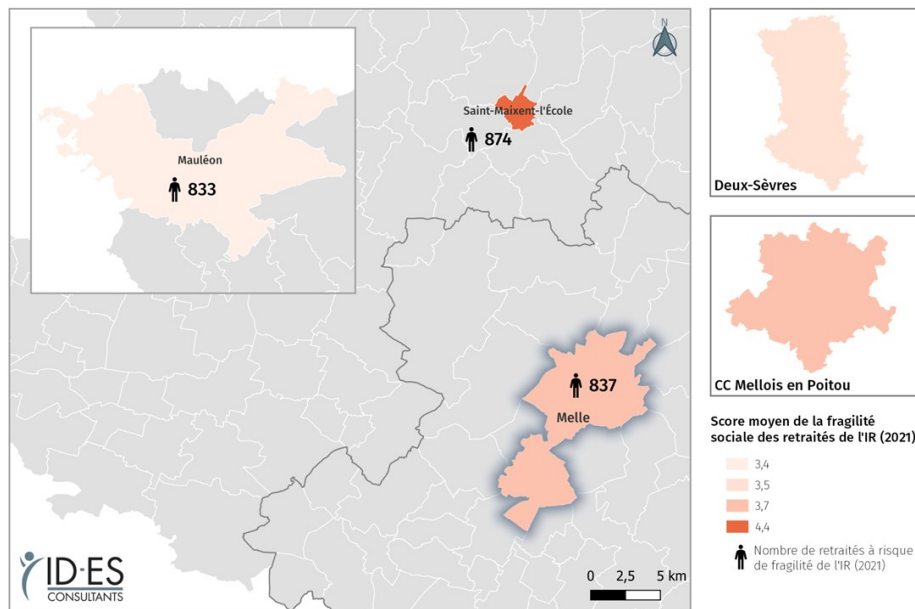 N
Saint-Maixent-l'École
874
Mauléon
833
Deux-Sèvres
837
Melle
CC Mellois en Poitou
Score moyen de la fragilité
sociale des retraités de l'IR (2021)
3,4
3,5
3,7
4,4
Nombre de retraités à risque
de fragilité de l'IR (2021)
0 2,5 5 km
ID-ES
CONSULTANTS